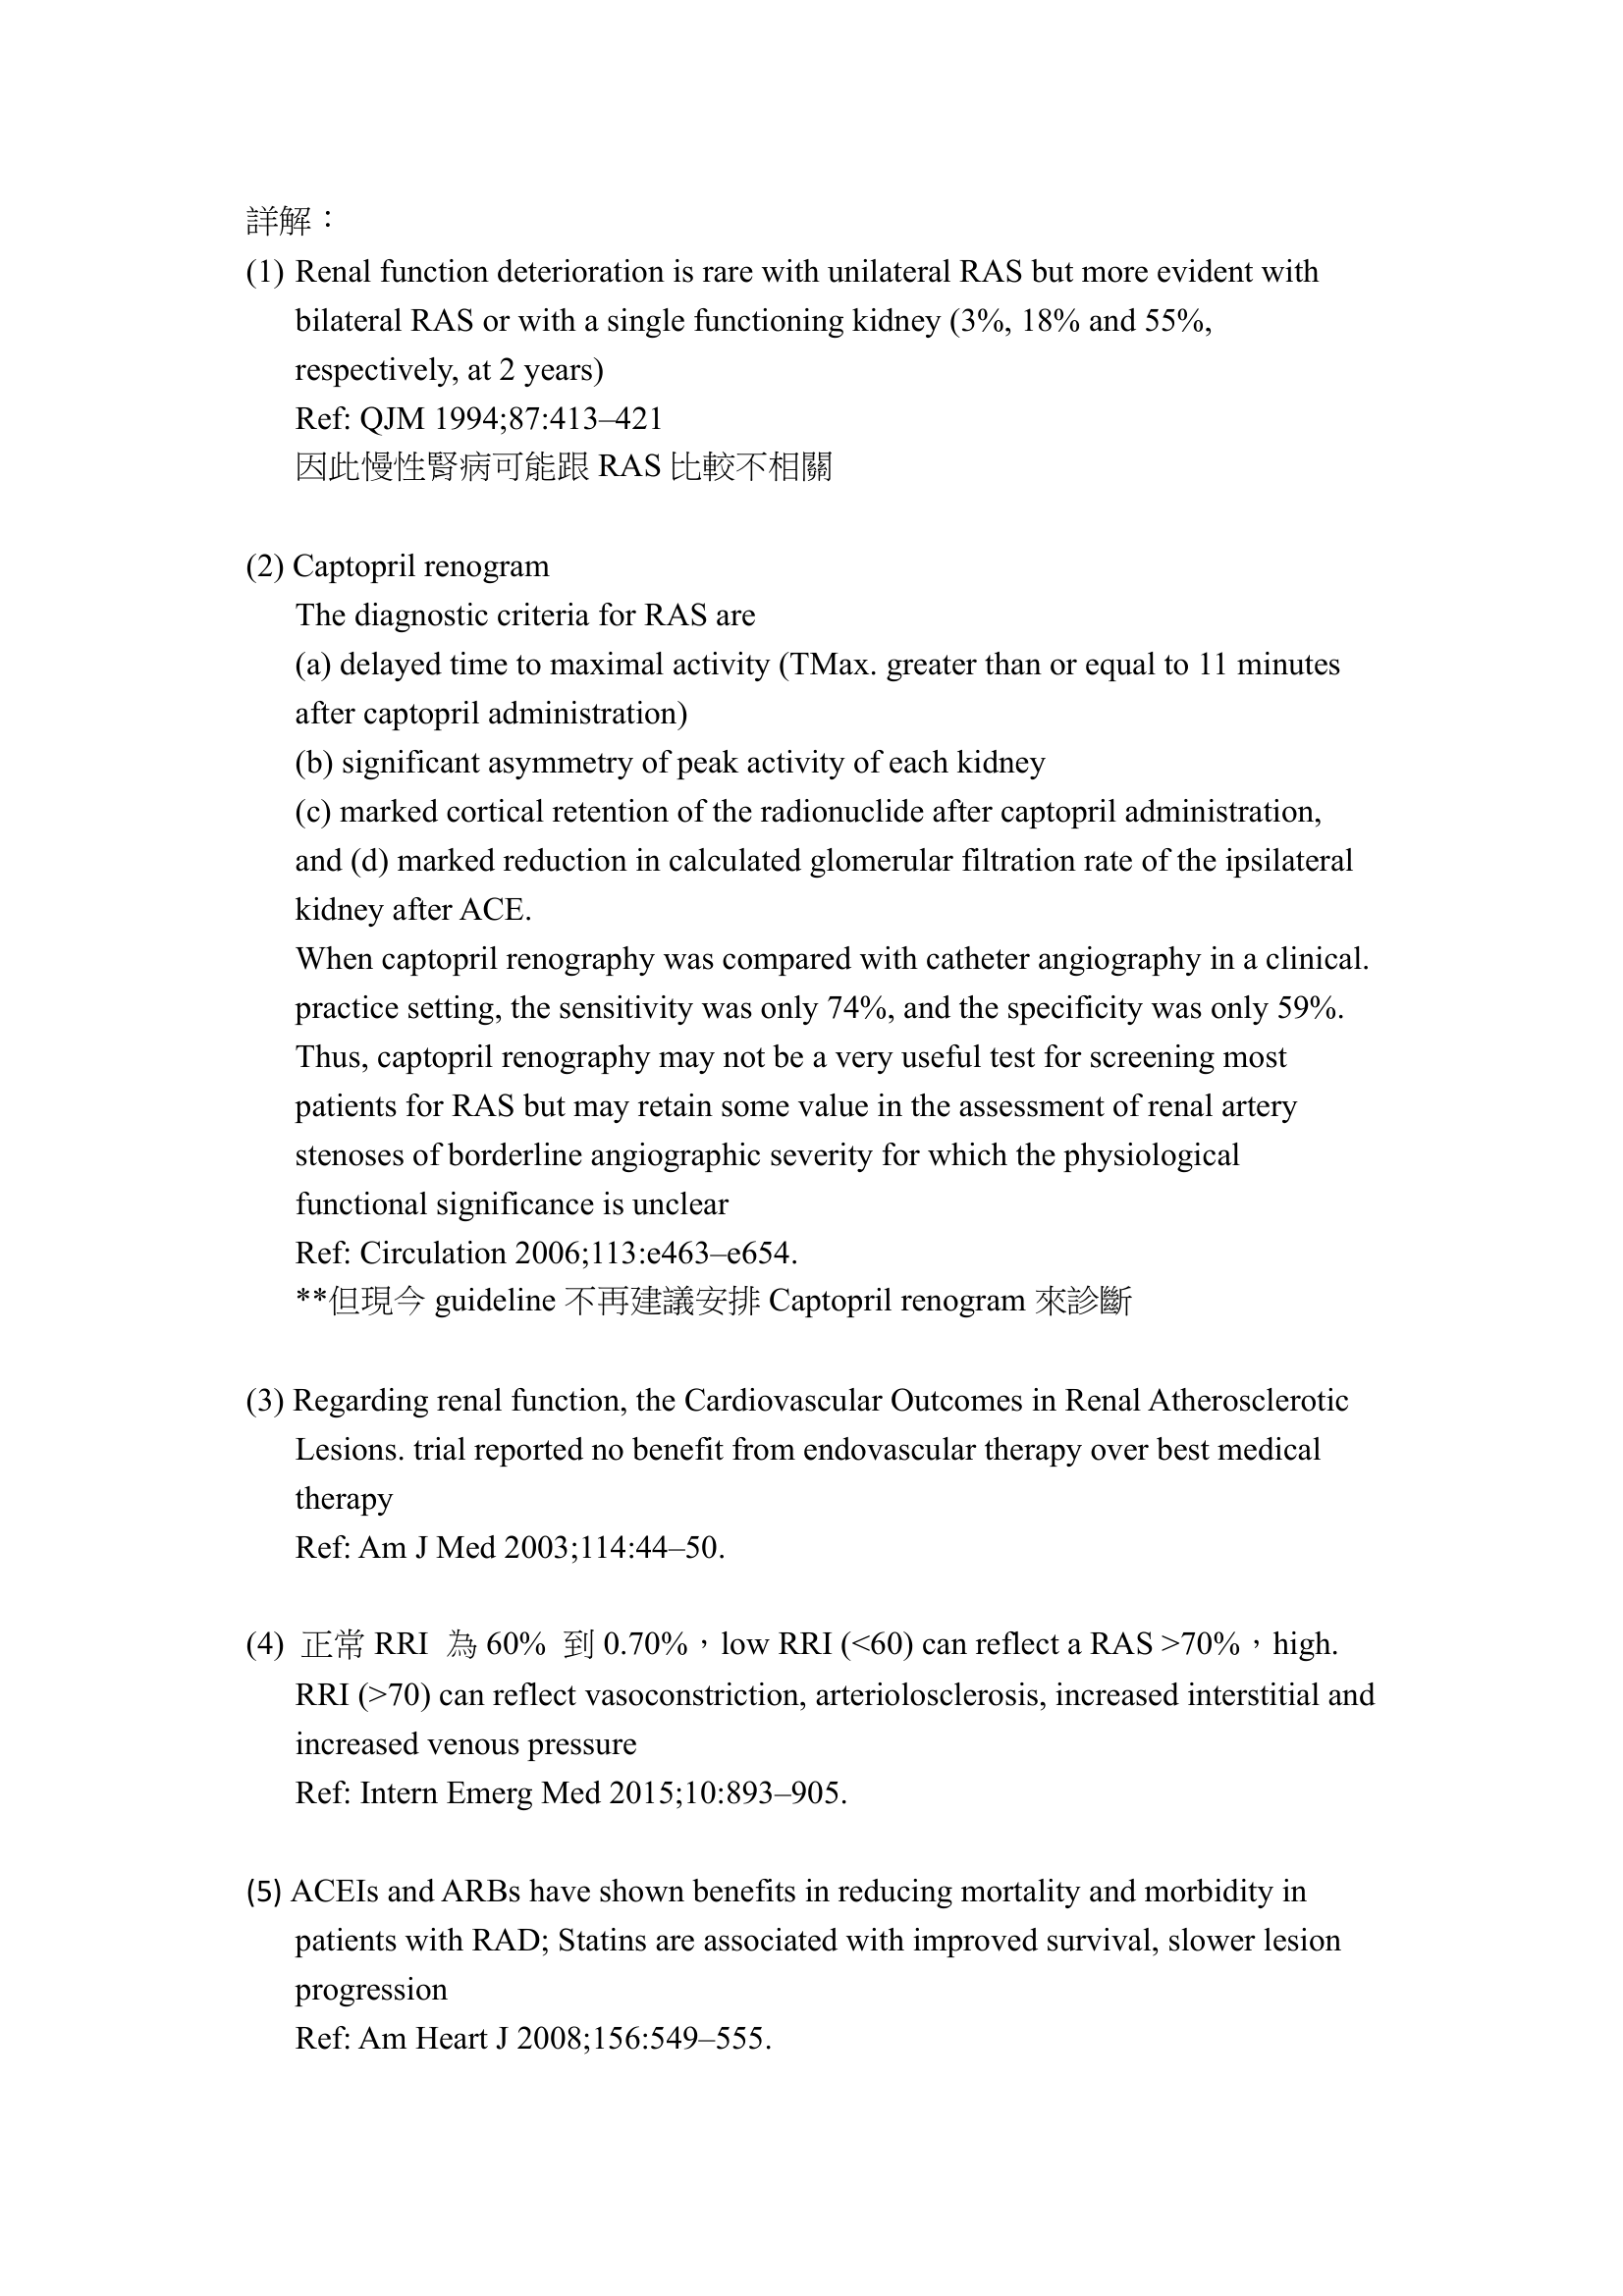 詳解：
(1) Renal function deterioration is rare with unilateral RAS but more evident with
bilateral RAS or with a single functioning kidney (3%, 18% and 55%,
respectively, at 2 years)
Ref: QJM 1994;87:413–421
因此慢性腎病可能跟 RAS 比較不相關
(2) Captopril renogram
The diagnostic criteria for RAS are
(a) delayed time to maximal activity (TMax. greater than or equal to 11 minutes
after captopril administration)
(b) significant asymmetry of peak activity of each kidney
(c) marked cortical retention of the radionuclide after captopril administration,
and (d) marked reduction in calculated glomerular filtration rate of the ipsilateral
kidney after ACE.
When captopril renography was compared with catheter angiography in a clinical.
practice setting, the sensitivity was only 74%, and the specificity was only 59%.
Thus, captopril renography may not be a very useful test for screening most
patients for RAS but may retain some value in the assessment of renal artery
stenoses of borderline angiographic severity for which the physiological
functional significance is unclear
Ref: Circulation 2006;113:e463–e654.
**但現今 guideline 不再建議安排 Captopril renogram 來診斷
(3) Regarding renal function, the Cardiovascular Outcomes in Renal Atherosclerotic
Lesions. trial reported no benefit from endovascular therapy over best medical
therapy
Ref: Am J Med 2003;114:44–50.
(4) 正常 RRI 為 60% 到 0.70%，low RRI (<60) can reflect a RAS >70%，high.
RRI (>70) can reflect vasoconstriction, arteriolosclerosis, increased interstitial and
increased venous pressure
Ref: Intern Emerg Med 2015;10:893–905.
(5) ACEIs and ARBs have shown benefits in reducing mortality and morbidity in
patients with RAD; Statins are associated with improved survival, slower lesion
progression
Ref: Am Heart J 2008;156:549–555.